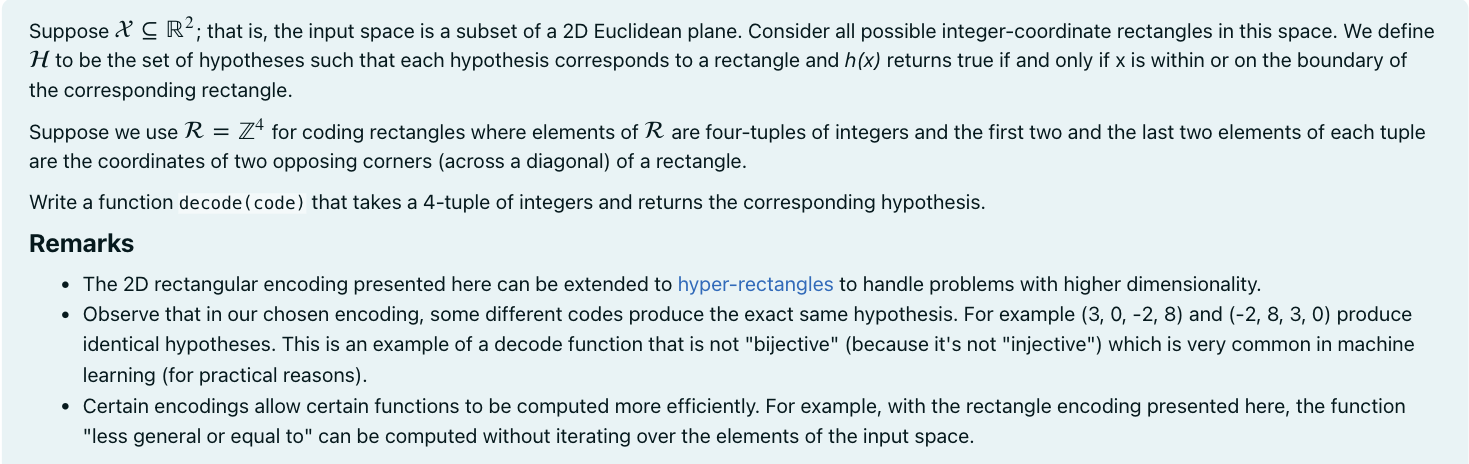 Suppose 𝒳 ⊆ ℝ²; that is, the input space is a subset of a 2D Euclidean plane. Consider all possible integer-coordinate rectangles in this space. We define
ℋ to be the set of hypotheses such that each hypothesis corresponds to a rectangle and h(x) returns true if and only if x is within or on the boundary of
the corresponding rectangle.
Suppose we use ℛ = ℤ⁴ for coding rectangles where elements of ℛ are four-tuples of integers and the first two and the last two elements of each tuple
are the coordinates of two opposing corners (across a diagonal) of a rectangle.
Write a function decode(code) that takes a 4-tuple of integers and returns the corresponding hypothesis.
Remarks
• The 2D rectangular encoding presented here can be extended to hyper-rectangles to handle problems with higher dimensionality.
• Observe that in our chosen encoding, some different codes produce the exact same hypothesis. For example (3, 0, -2, 8) and (-2, 8, 3, 0) produce
identical hypotheses. This is an example of a decode function that is not "bijective" (because it's not "injective") which is very common in machine
learning (for practical reasons).
• Certain encodings allow certain functions to be computed more efficiently. For example, with the rectangle encoding presented here, the function
"less general or equal to" can be computed without iterating over the elements of the input space.